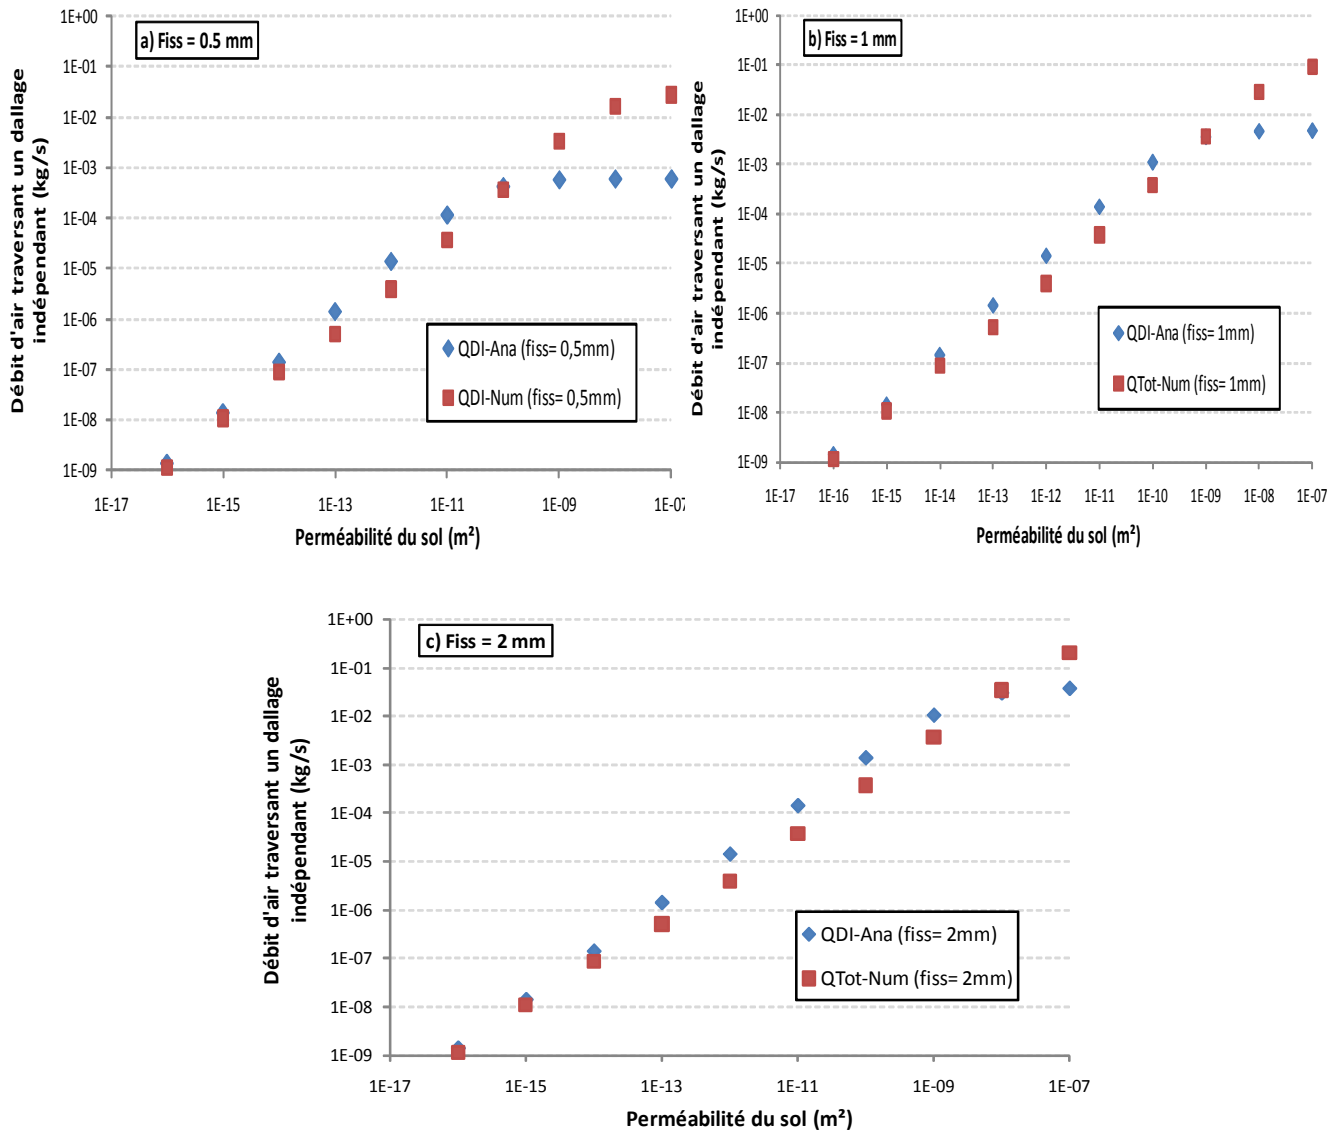 a) Fiss = 0.5 mm
Débit d'air traversant un dallage
indépendant (kg/s)
1E+00
1E-01
1E-02
1E-03
1E-04
1E-05
1E-06
1E-07
1E-08
1E-09
QDI-Ana (fiss= 0,5mm)
QDI-Num (fiss= 0,5mm)
1E-17
1E-15
1E-13
1E-11
1E-09
1E-07
Perméabilité du sol (m²)
b) Fiss = 1 mm
Débit d'air traversant un dallage
indépendant (kg/s)
1E+00
1E-01
1E-02
1E-03
1E-04
1E-05
1E-06
1E-07
1E-08
1E-09
QDI-Ana (fiss= 1mm)
QTot-Num (fiss= 1mm)
1E-17
1E-16
1E-15
1E-14
1E-13
1E-12
1E-11
1E-10
1E-09
1E-08
1E-07
Perméabilité du sol (m²)
c) Fiss = 2 mm
Débit d'air traversant un dallage
indépendant (kg/s)
1E+00
1E-01
1E-02
1E-03
1E-04
1E-05
1E-06
1E-07
1E-08
1E-09
QDI-Ana (fiss= 2mm)
QTot-Num (fiss= 2mm)
1E-17
1E-15
1E-13
1E-11
1E-09
1E-07
Perméabilité du sol (m²)